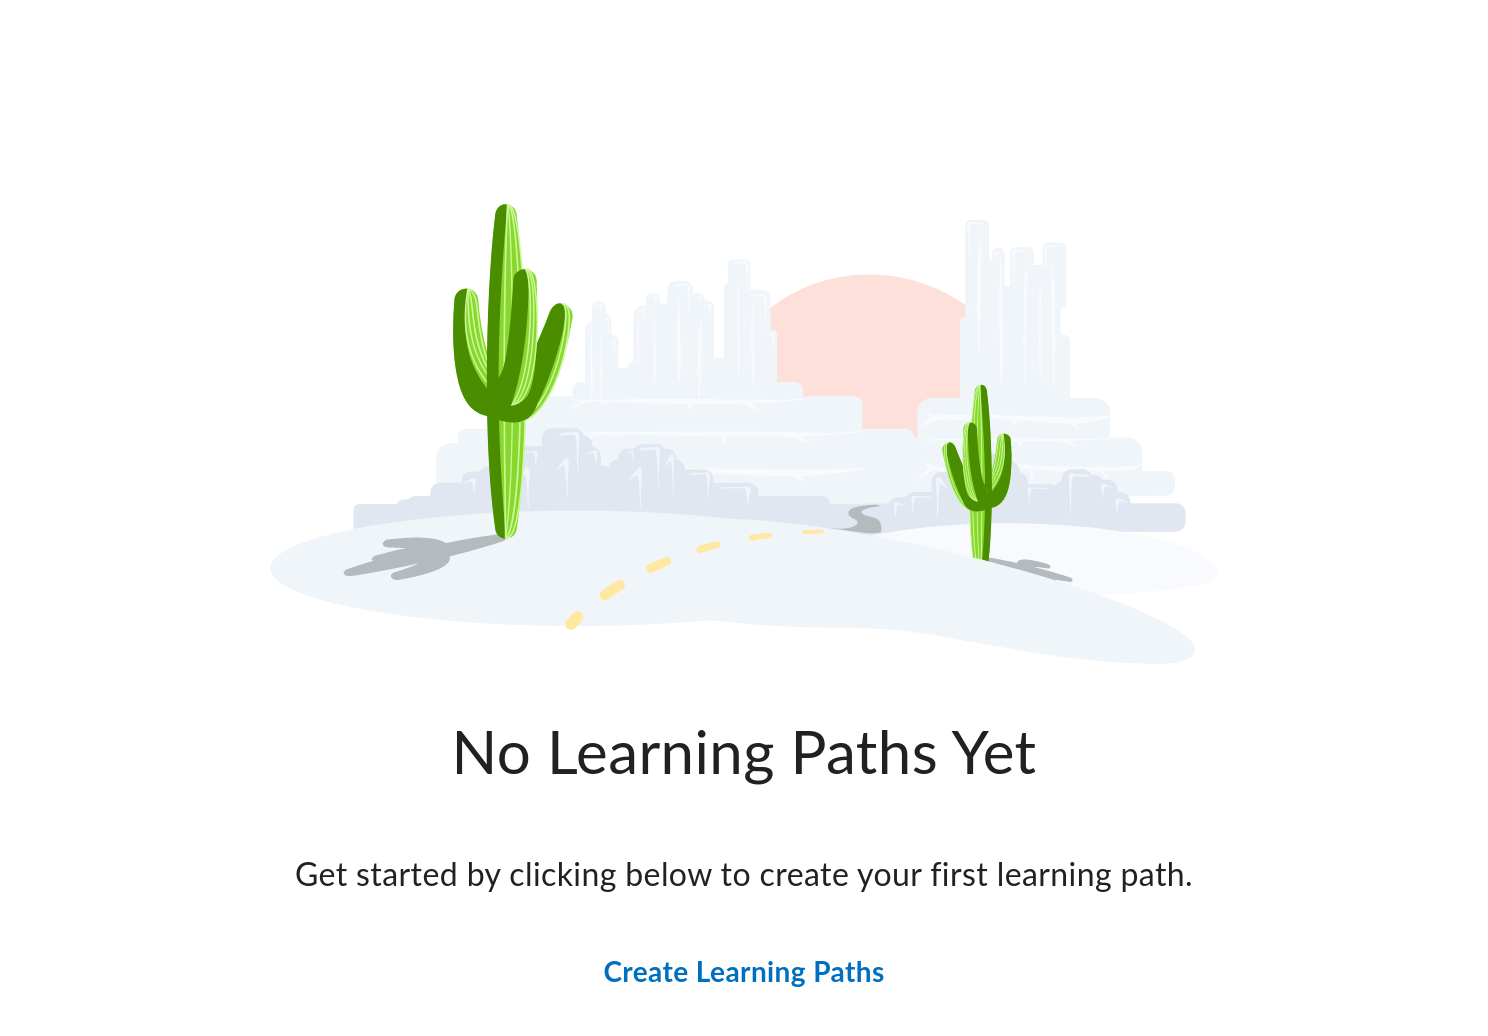 No Learning Paths Yet
Get started by clicking below to create your first learning path.
Create Learning Paths